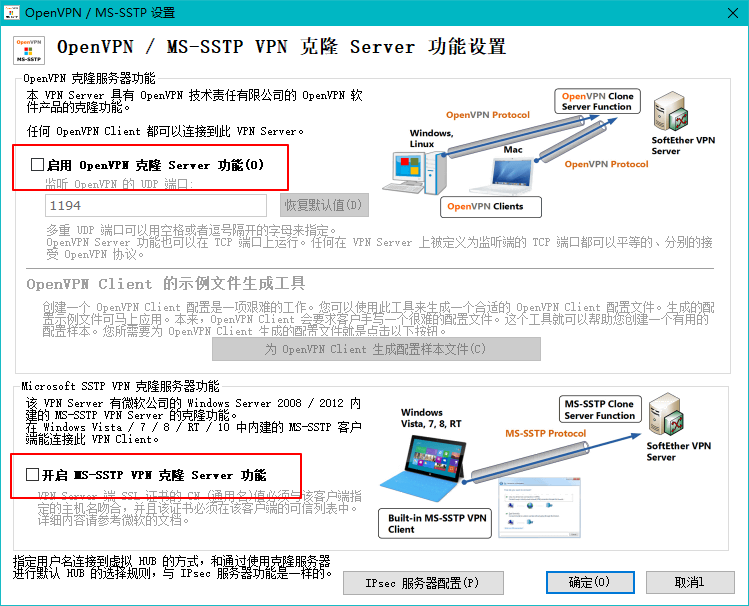 OpenVPN / MS-SSTP 设置
OpenVPN
MS-SSTP
OpenVPN / MS-SSTP VPN 克隆 Server 功能设置
OpenVPN 克隆服务器功能
本 VPN Server 具有 OpenVPN 技术责任有限公司的 OpenVPN 软
件产品的克隆功能。
任何 OpenVPN Client 都可以连接到此 VPN Server。
启用 OpenVPN 克隆 Server 功能(O)
监听 OpenVPN 的 UDP 端口:
1194
恢复默认值(D)
多重 UDP 端口可以用空格或者逗号隔开的字母来指定。
OpenVPN Server 功能也可以在 TCP 端口上运行。任何在 VPN Server 上被定义为监听端的 TCP 端口都可以平等的、分别的接
受 OpenVPN 协议。
OpenVPN Protocol
OpenVPN Clone
Server Function
Windows,
Linux
Mac
SoftEther VPN
Server
OpenVPN Protocol
OpenVPN Clients
OpenVPN Client 的示例文件生成工具
创建一个 OpenVPN Client 配置是一项艰难的工作。您可以使用此工具来生成一个合适的 OpenVPN Client 配置文件。生成的配
置示例文件可马上应用。本来，OpenVPN Client 会要求客户手写一个很难的配置文件。这个工具就可以帮助您创建一个有用的
配置样本。您所需要为 OpenVPN Client 生成的配置文件就是点击以下按钮。
为 OpenVPN Client 生成配置样本文件(C)
Microsoft SSTP VPN 克隆服务器功能
该 VPN Server 有微软公司的 Windows Server 2008 / 2012 内
建的 MS-SSTP VPN Server 的克隆功能。
在 Windows Vista / 7 / 8 / RT / 10 中内建的 MS-SSTP 客户
端能连接此 VPN Client。
开启 MS-SSTP VPN 克隆 Server 功能
VPN Server 端 SSL 证书的 CN (通用名)值必须与该客户端指
定的主机名吻合，并且该证书必须在该客户端的可信列表中。
详细内容请参考微软的文档。
Windows
Vista, 7, 8, RT
MS-SSTP Clone
Server Function
MS-SSTP Protocol
SoftEther VPN
Server
Built-in MS-SSTP VPN
Client
指定用户名连接到虚拟 HUB 的方式，和通过使用克隆服务器
进行默认 HUB 的选择规则，与 IPsec 服务器功能是一样的。
IPsec 服务器配置(P)
确定(O)
取消l